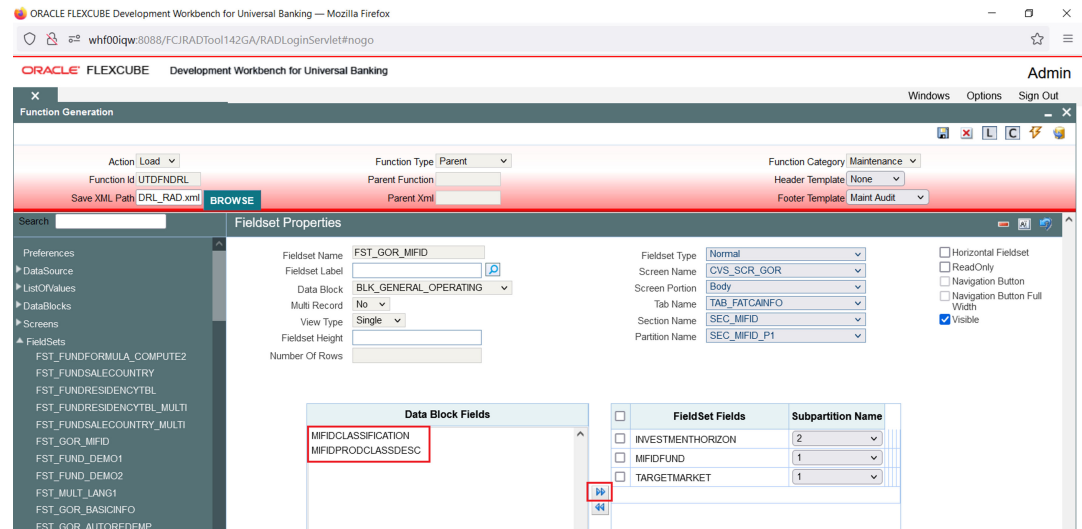 ORACLE FLEXCUBE Development Workbench for Universal Banking — Mozilla Firefox
whf00iqw:8088/FCJRADTool142GA/RADLoginServlet#nogo
ORACLE FLEXCUBE Development Workbench for Universal Banking
Admin
Windows Options Sign Out
Function Generation
L C
Action Load Function Type Parent Function Category Maintenance
Function Id UTDFNDRL Parent Function Header Template None
Save XML Path DRL_RAD.xml BROWSE Parent Xml Footer Template Maint Audit
Search Fieldset Properties
Preferences
DataSource
ListOfValues
DataBlocks
Screens
FieldSets
FST_FUNDFORMULA_COMPUTE2
FST_FUNDSALECOUNTRY
FST_FUNDRESIDENCYTBL
FST_FUNDRESIDENCYTBL_MULTI
FST_FUNDSALECOUNTRY_MULTI
FST_GOR_MIFID
FST_FUND_DEMO1
FST_FUND_DEMO2
FST_MULT_LANG1
FST_GOR_BASICINFO
FST_GOR_AUTOREDEMP
Fieldset Name FST_GOR_MIFID
Fieldset Label
Data Block BLK_GENERAL_OPERATING
Multi Record No
View Type Single
Fieldset Height
Number Of Rows
Fieldset Type Normal
Screen Name CVS_SCR_GOR
Screen Portion Body
Tab Name TAB_FATCAINFO
Section Name SEC_MIFID
Partition Name SEC_MIFID_P1
Horizontal Fieldset
ReadOnly
Navigation Button
Navigation Button Full
Width
Visible
Data Block Fields
MIFIDCLASSIFICATION
MIFIDPRODCLASSDESC
FieldSet Fields Subpartition Name
INVESTMENTHORIZON 2
MIFIDFUND 1
TARGETMARKET 1